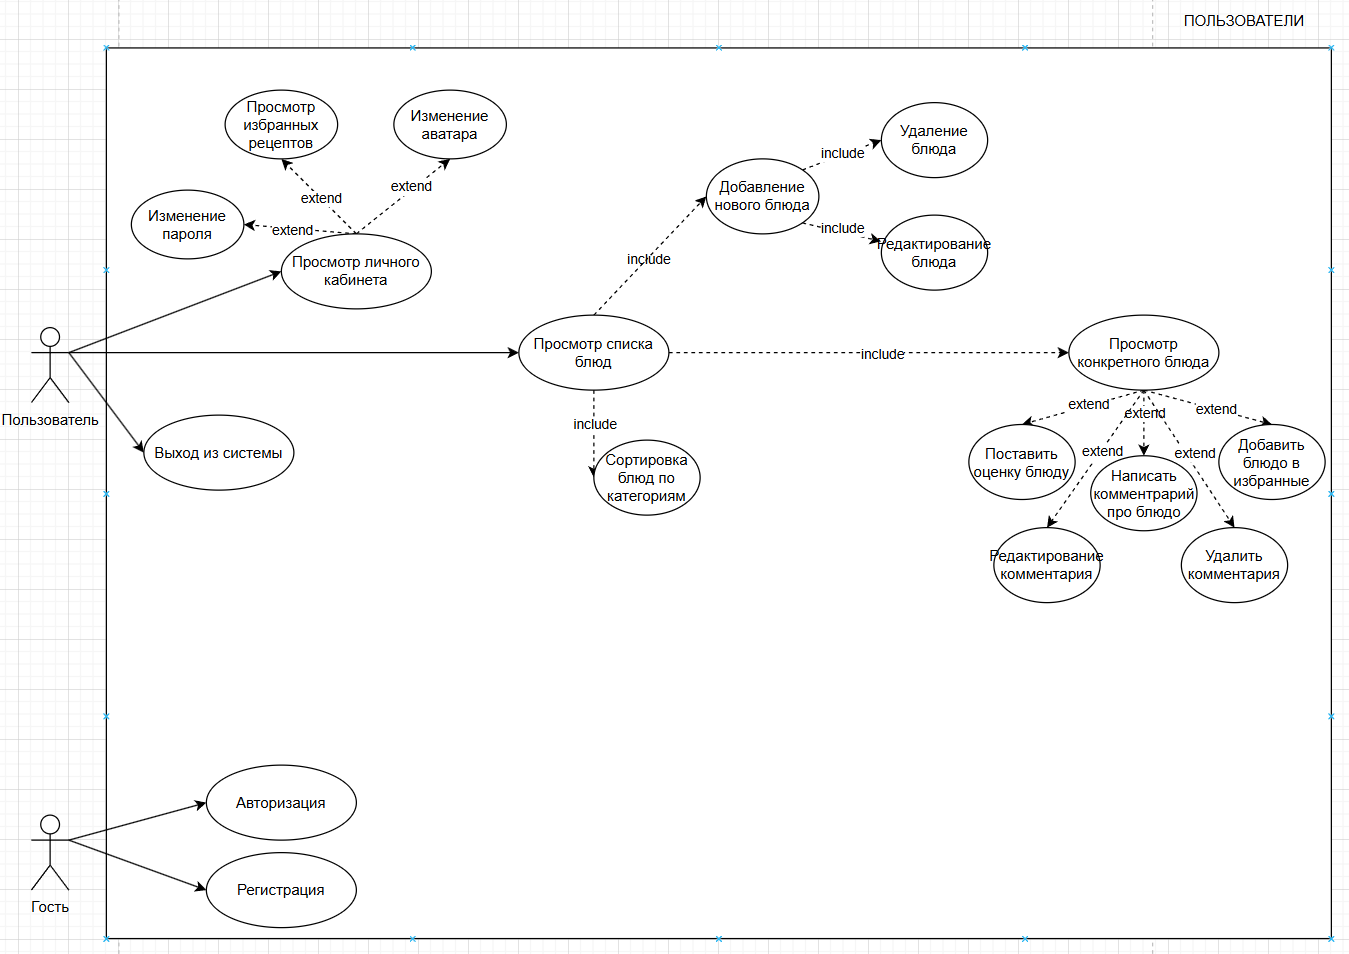 ПОЛЬЗОВАТЕЛИ
Просмотр
избранных
рецептов
Изменение
аватара
extend
extend
Изменение
пароля
extend
Просмотр личного
кабинета
Удаление
блюда
include
Добавление
нового блюда
include
Редактирование
блюда
include
Пользователь
Просмотр списка
блюд
include
Просмотр
конкретного блюда
Выход из системы
include
Сортировка
блюд по
категориям
extend
extend
extend
extend
extend
Поставить
оценку блюду
Написать
комментрарий
про блюдо
Добавить
блюдо в
избранные
Редактирование
комментария
Удалить
комментария
Авторизация
Регистрация
Гость